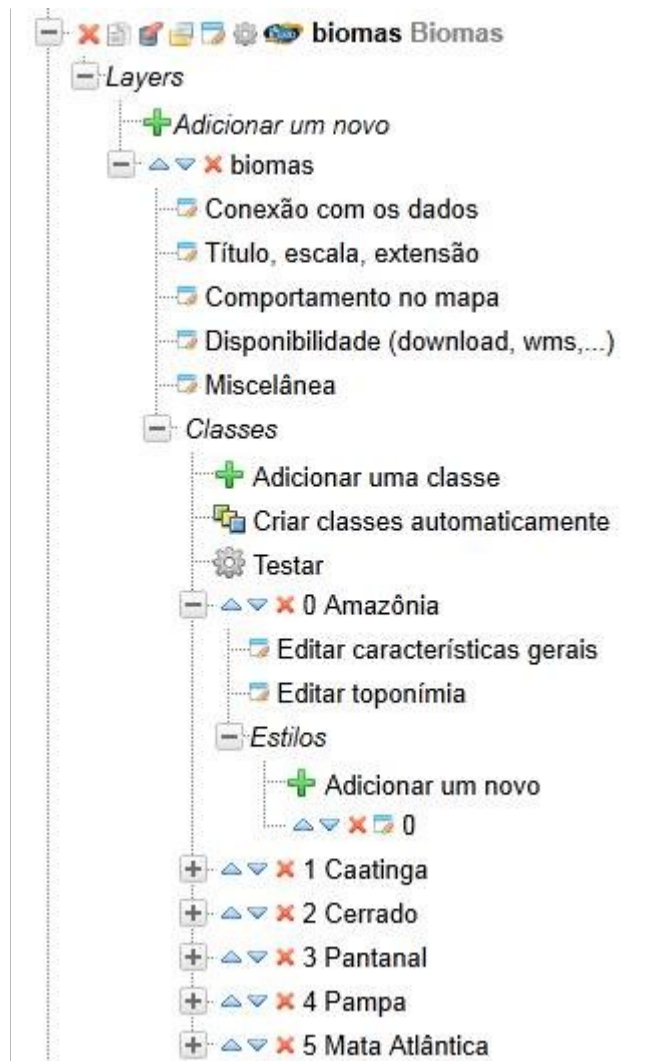 biomas Biomas
Layers
Adicionar um novo
biomas
Conexão com os dados
Título, escala, extensão
Comportamento no mapa
Disponibilidade (download, wms,...)
Miscelânea
Classes
Adicionar uma classe
Criar classes automaticamente
Testar
0 Amazônia
Editar características gerais
Editar toponímia
Estilos
Adicionar um novo
0
1 Caatinga
2 Cerrado
3 Pantanal
4 Pampa
5 Mata Atlântica